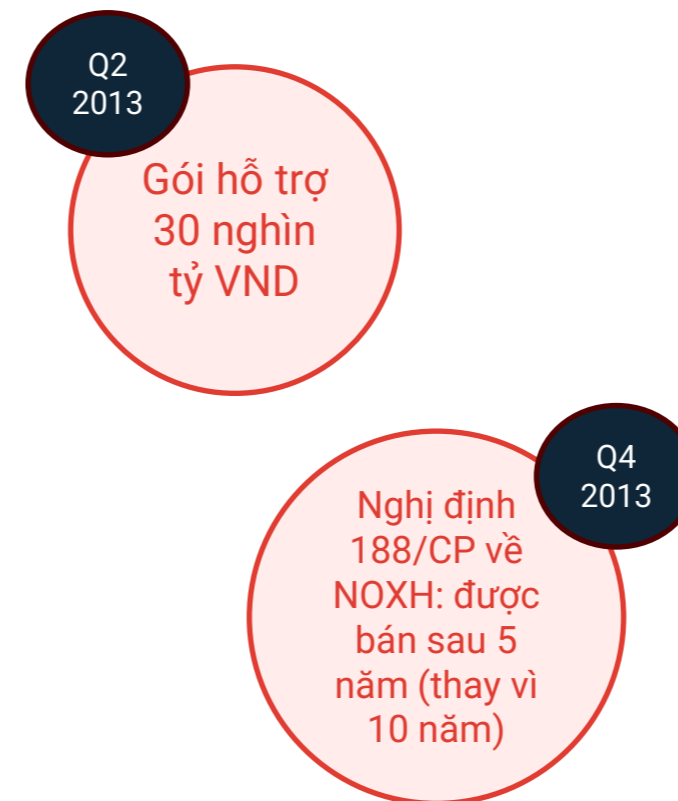 Q2
2013
Gói hỗ trợ
30 nghìn
tỷ VND
Q4
2013
Nghị định
188/CP về
NOXH: được
bán sau 5
năm (thay vì
10 năm)